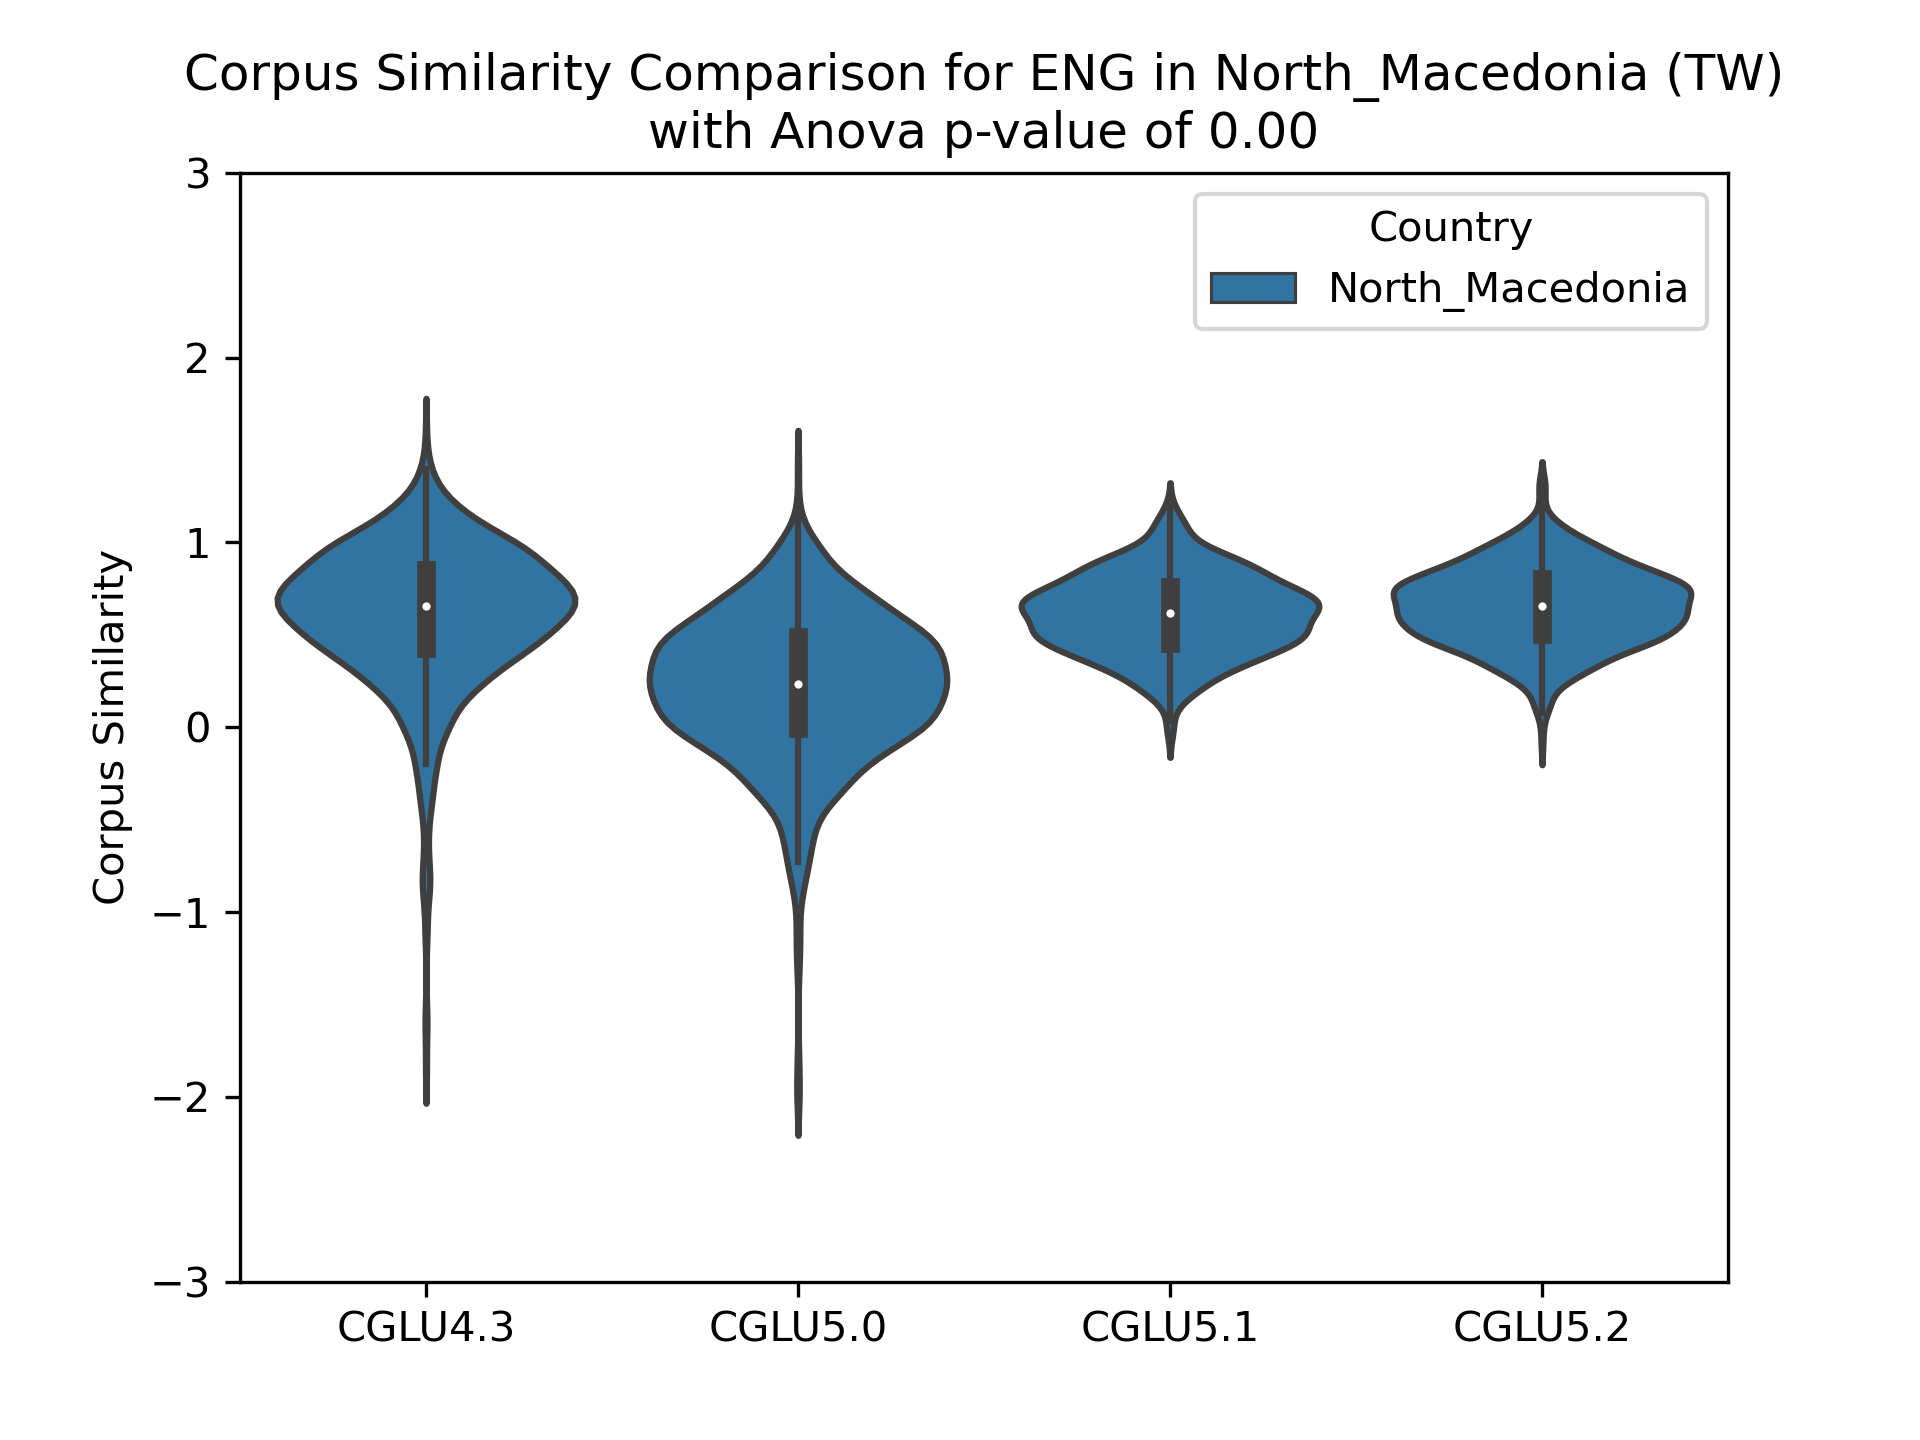 Corpus Similarity Comparison for ENG in North_Macedonia (TW)
with Anova p-value of 0.00
Country
North_Macedonia
Corpus Similarity
3
2
1
0
−1
−2
−3
CGLU4.3
CGLU5.0
CGLU5.1
CGLU5.2